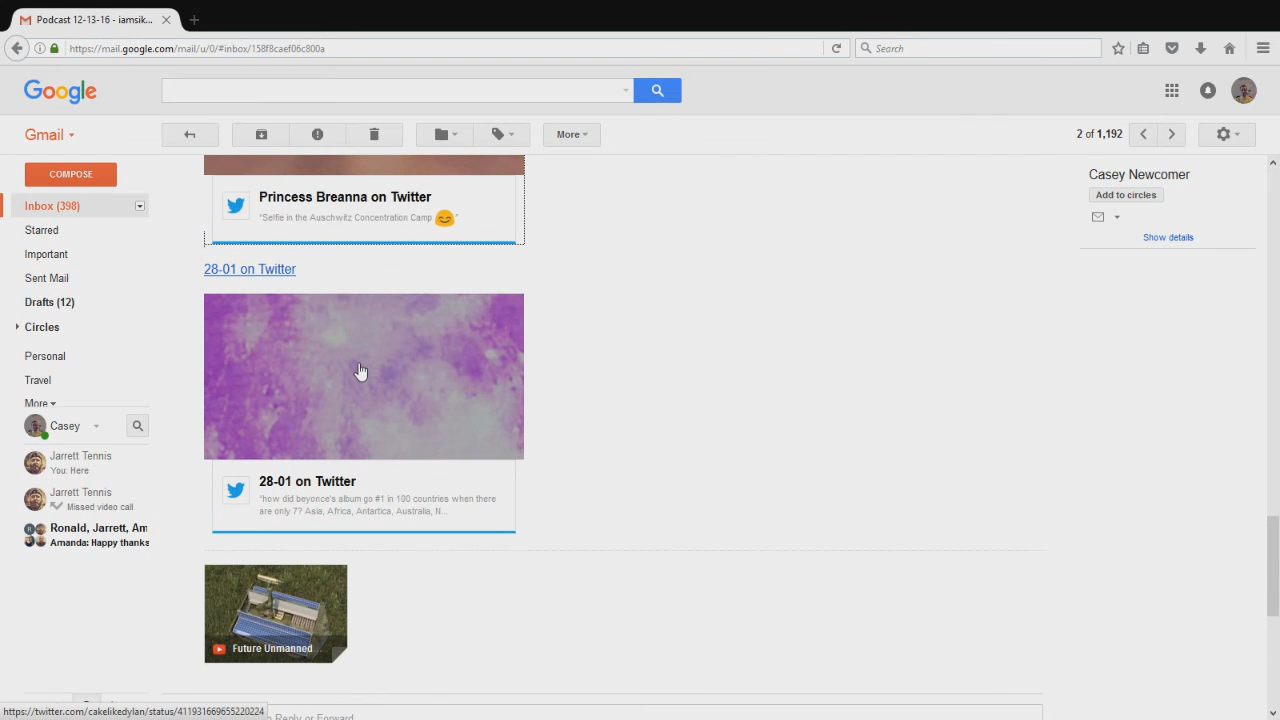 Podcast 12-13-16 - iamsik...
https://mail.google.com/mail/u/0/#inbox/158f8caef06c800a
Search
Google
Gmail
More
2 of 1,192
COMPOSE
Inbox (398)
Starred
Important
Sent Mail
Drafts (12)
Circles
Personal
Travel
More
Casey
Jarrett Tennis
You: Here
Jarrett Tennis
Missed video call
Ronald, Jarrett, Am
Amanda: Happy thanks
Princess Breanna on Twitter
"Selfie in the Auschwitz Concentration Camp 😊"
28-01 on Twitter
28-01 on Twitter
"how did beyonce's album go #1 in 100 countries when there
are only 7? Asia, Africa, Antartica, Australia, N...
Future Unmanned
Casey Newcomer
Add to circles
Show details
Reply or Forward
https://twitter.com/cakelikedylan/status/411931669655220224